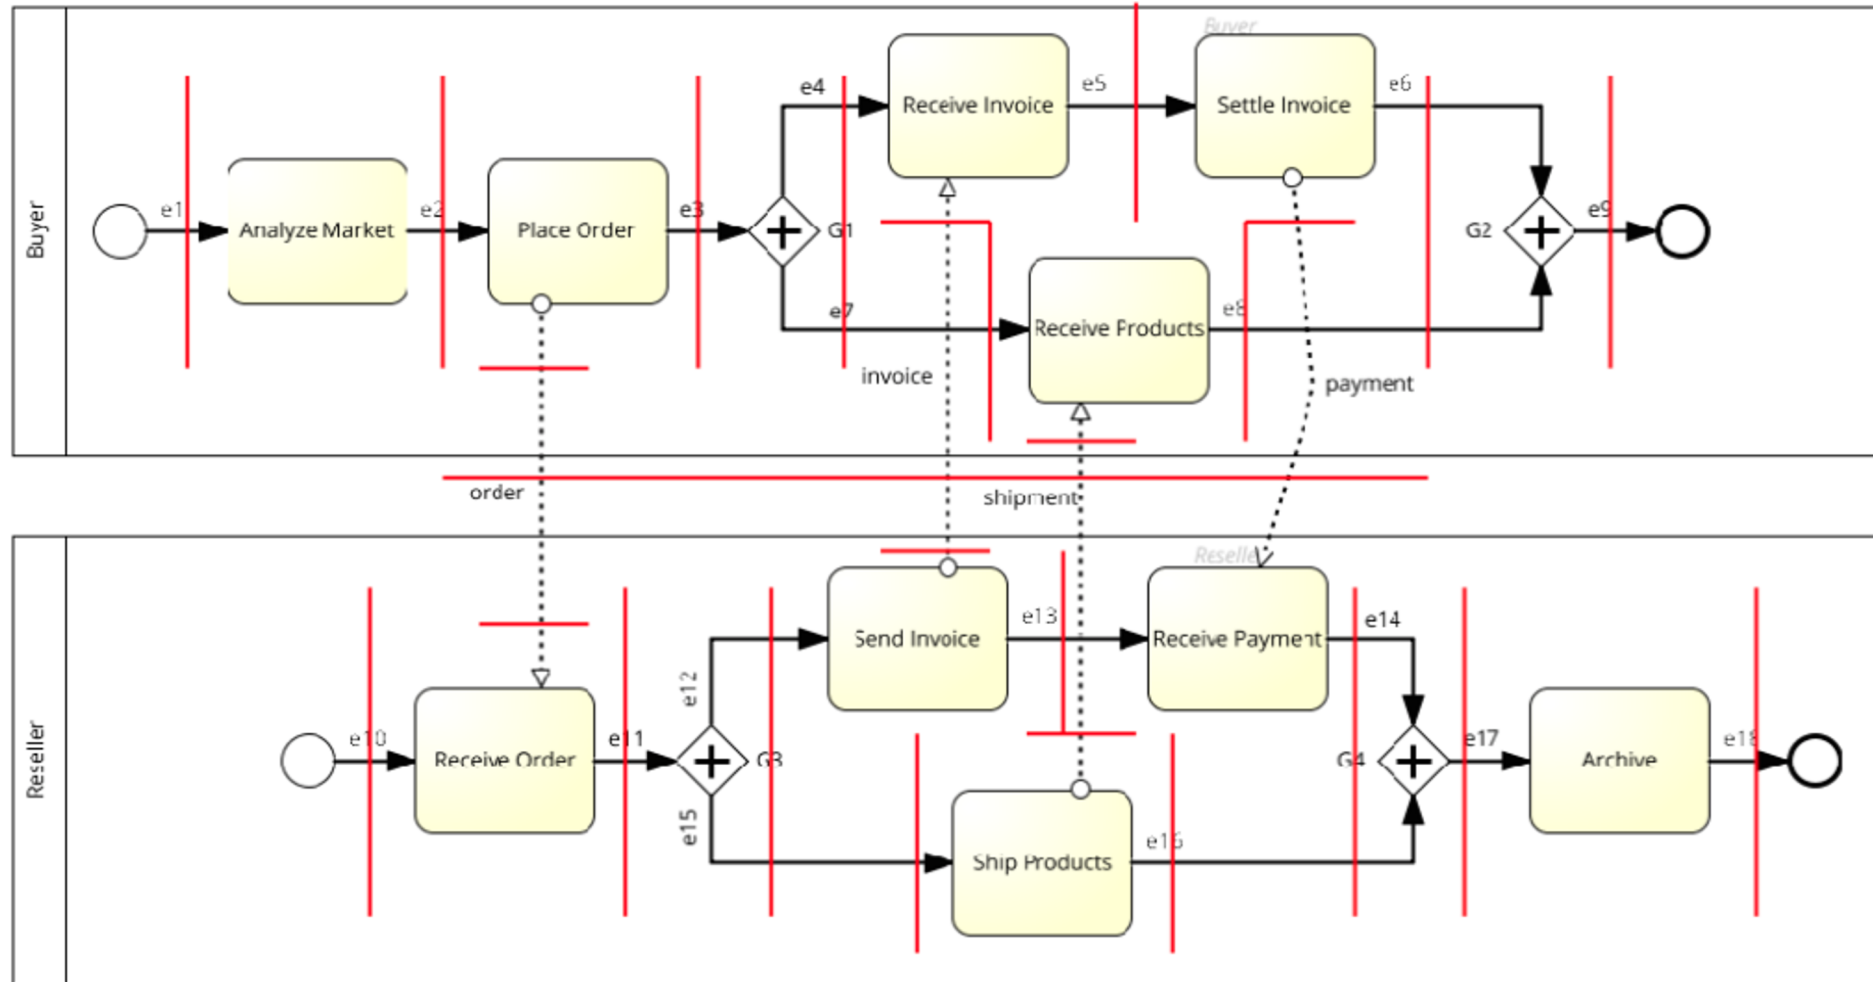 Buyer
Buyer
e1
Analyze Market
e2
Place Order
e3
G1
e4
Receive Invoice
e5
Settle Invoice
e6
e7
Receive Products
e8
G2
e9
invoice
payment
order
shipment
Reseller
e10
Receive Order
e11
G3
e12
Send Invoice
e13
Receive Payment
e14
e15
Ship Products
e16
G4
e17
Archive
e18